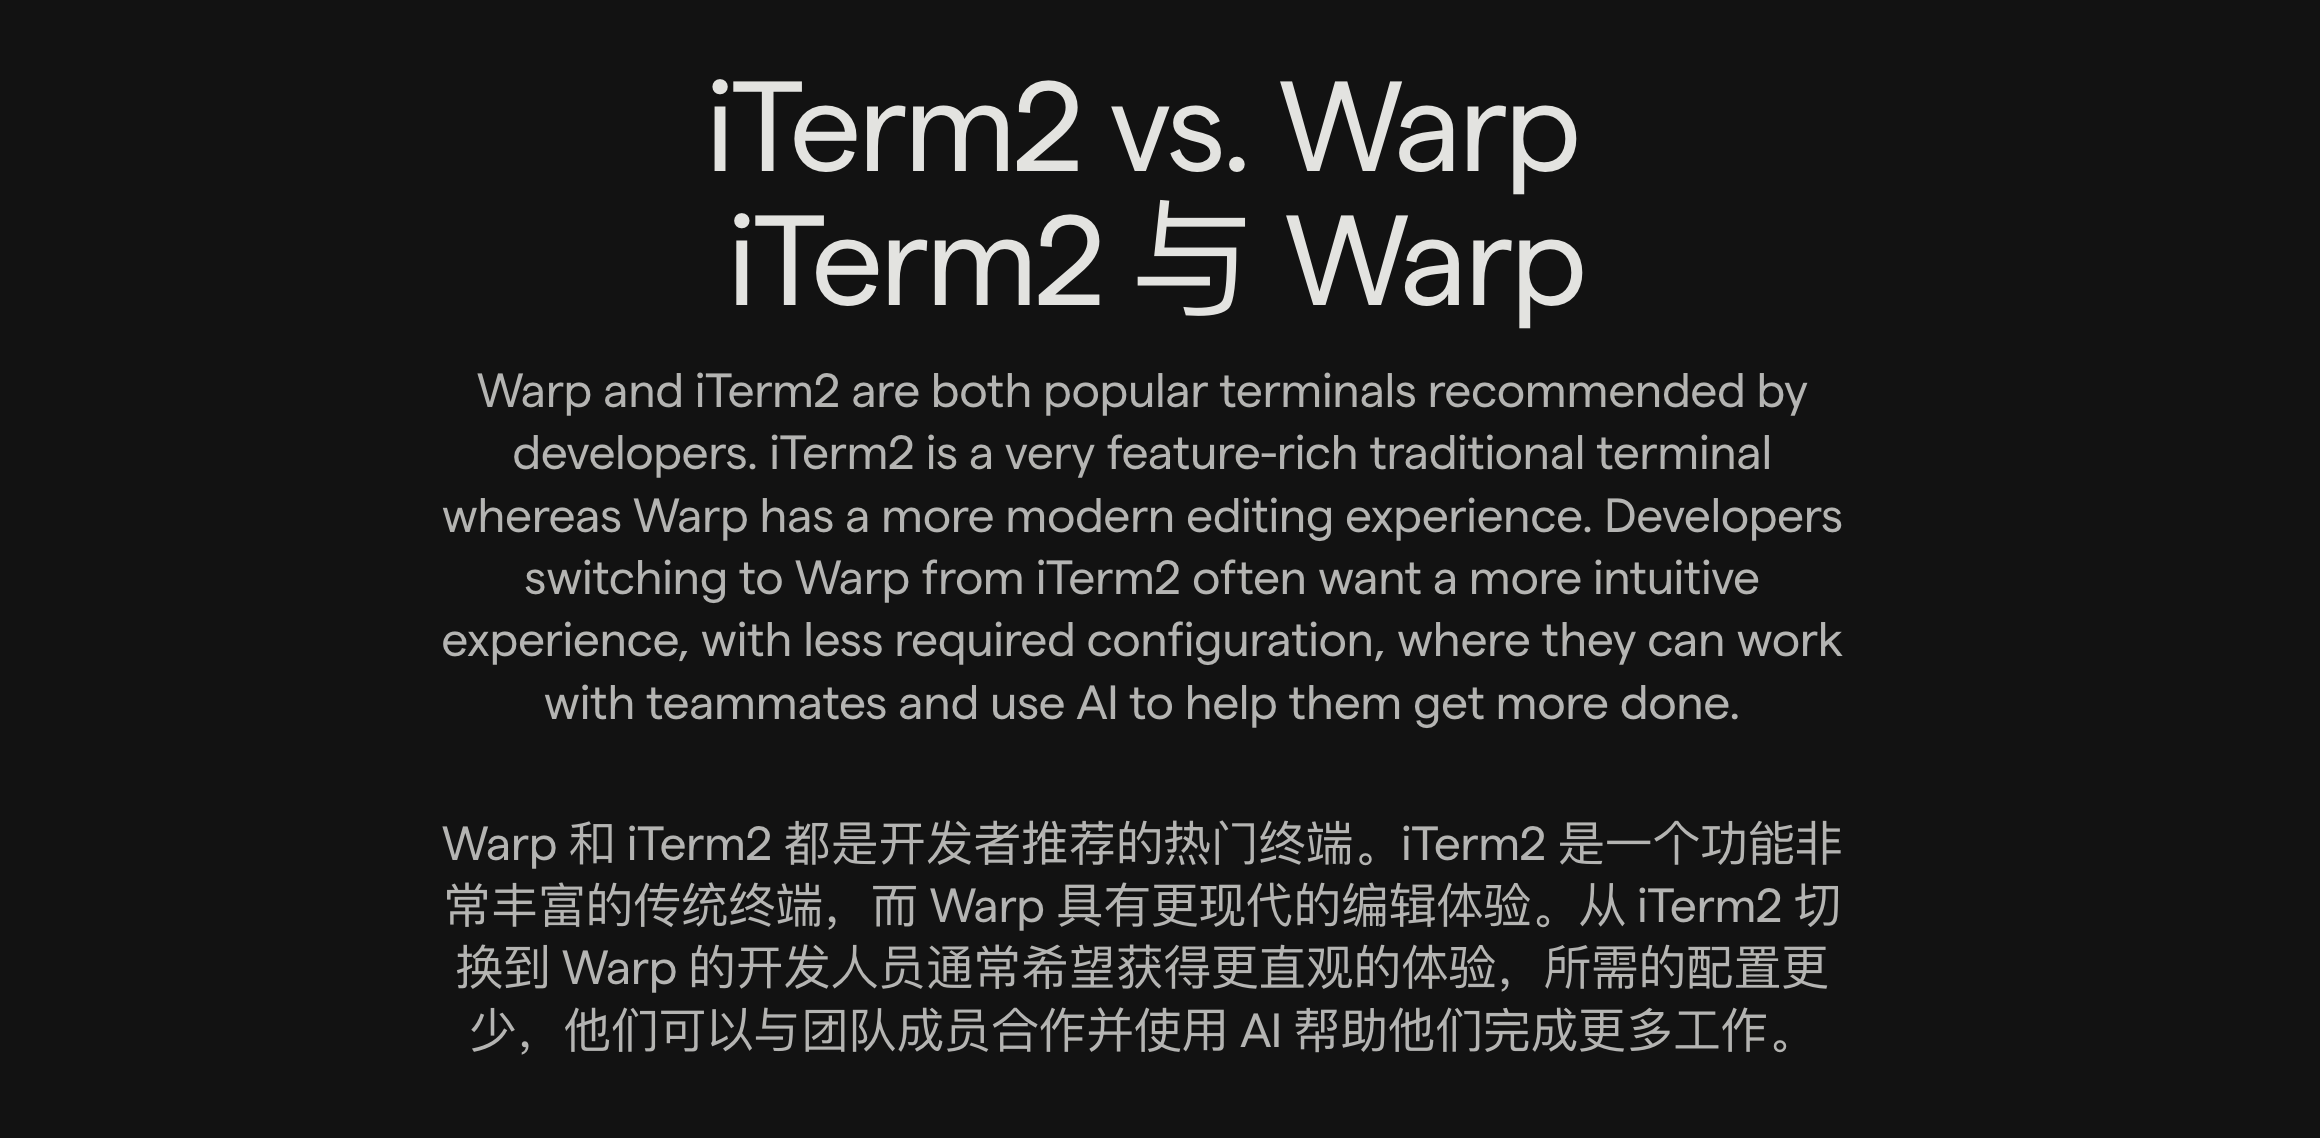 iTerm2 vs. Warp
iTerm2 与 Warp
Warp and iTerm2 are both popular terminals recommended by
developers. iTerm2 is a very feature-rich traditional terminal
whereas Warp has a more modern editing experience. Developers
switching to Warp from iTerm2 often want a more intuitive
experience, with less required configuration, where they can work
with teammates and use AI to help them get more done.
Warp 和 iTerm2 都是开发者推荐的热门终端。iTerm2 是一个功能非
常丰富的传统终端，而 Warp 具有更现代的编辑体验。从 iTerm2 切
换到 Warp 的开发人员通常希望获得更直观的体验，所需的配置更
少，他们可以与团队成员合作并使用 AI 帮助他们完成更多工作。